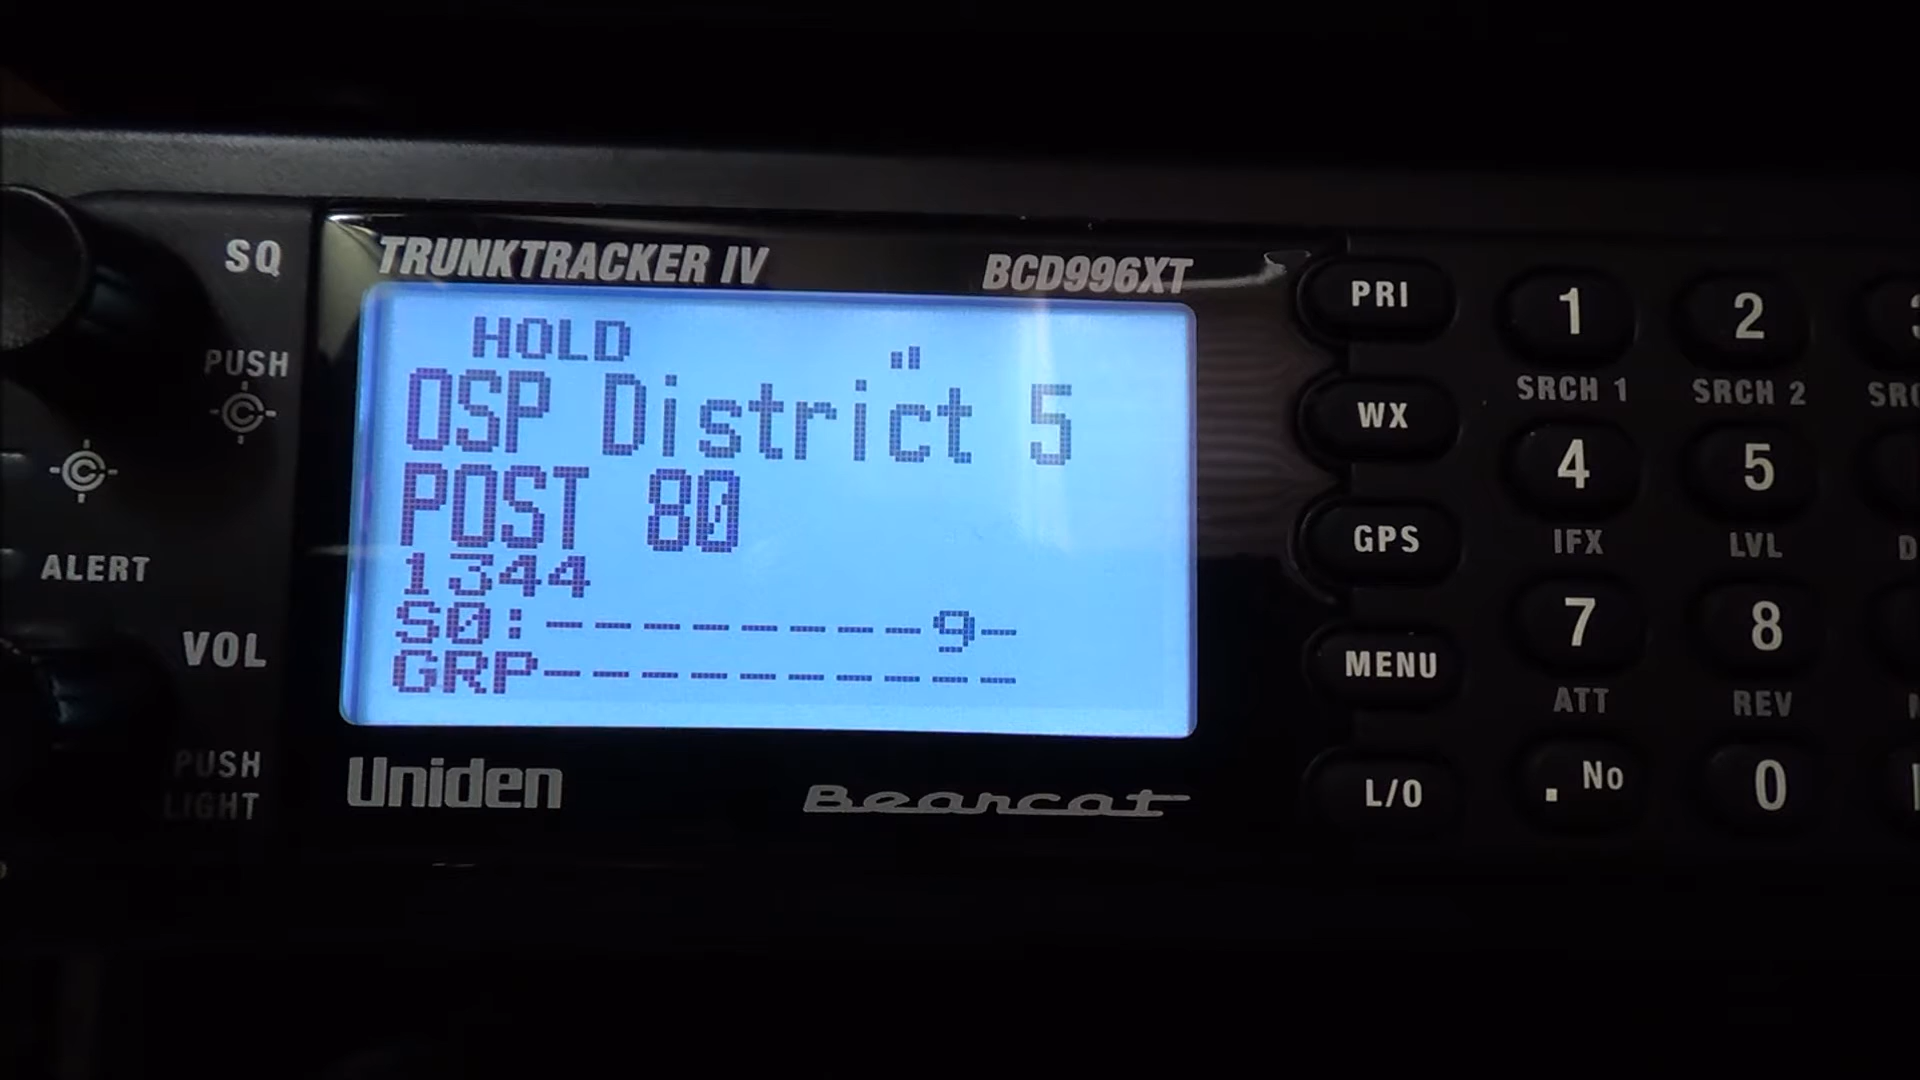 SQ
PUSH
ALERT
VOL
PUSH
LIGHT
TRUNKTRACKER IV
BCD996XT
HOLD
OSP District 5
POST 80
1344
S0:--------9-
GRP----------
Uniden
Bearcat
PRI
WX
GPS
MENU
L/O
1
2
SRCH 1
SRCH 2
4
5
IFX
LVL
7
8
ATT
REV
. No
0